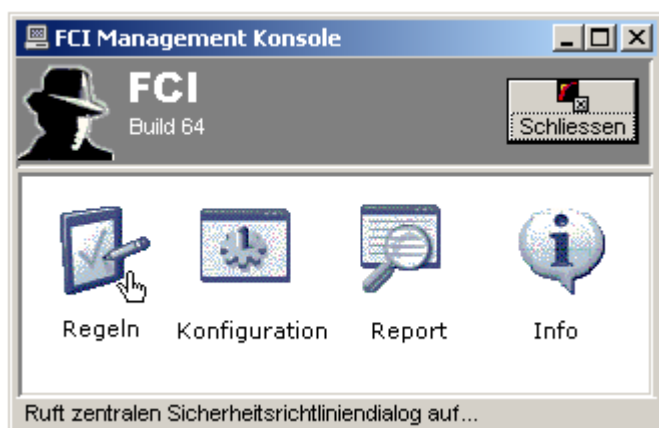 FCI Management Konsole
FCI
Build 64
Schliessen
Regeln
Konfiguration
Report
Info
Ruft zentralen Sicherheitsrichtliniendialog auf...